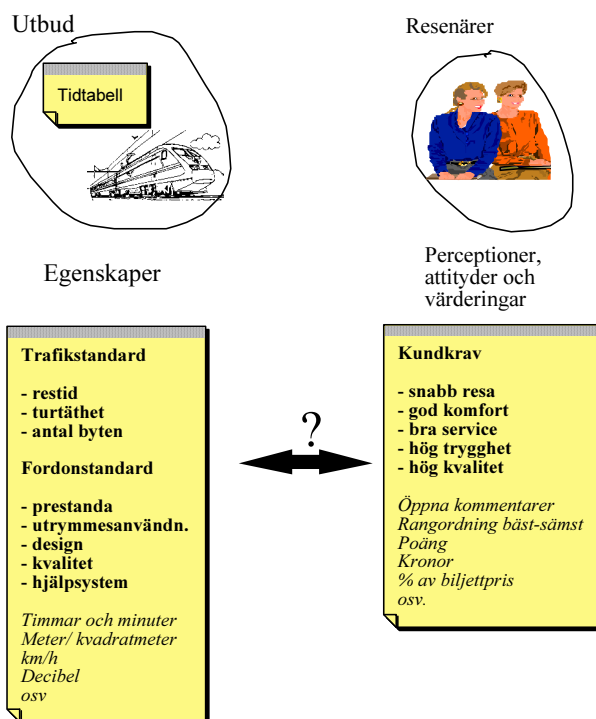 Utbud
Tidtabell
Egenskaper
Trafikstandard
- restid
- turtäthet
- antal byten
Fordonstandard
- prestanda
- utrymmesanvändn.
- design
- kvalitet
- hjälpsystem
Timmar och minuter
Meter/ kvadratmeter
km/h
Decibel
osv
?
Resenärer
Perceptioner,
attityder och
värderingar
Kundkrav
- snabb resa
- god komfort
- bra service
- hög trygghet
- hög kvalitet
Öppna kommentarer
Rangordning bäst-sämst
Poäng
Kronor
% av biljettpris
osv.